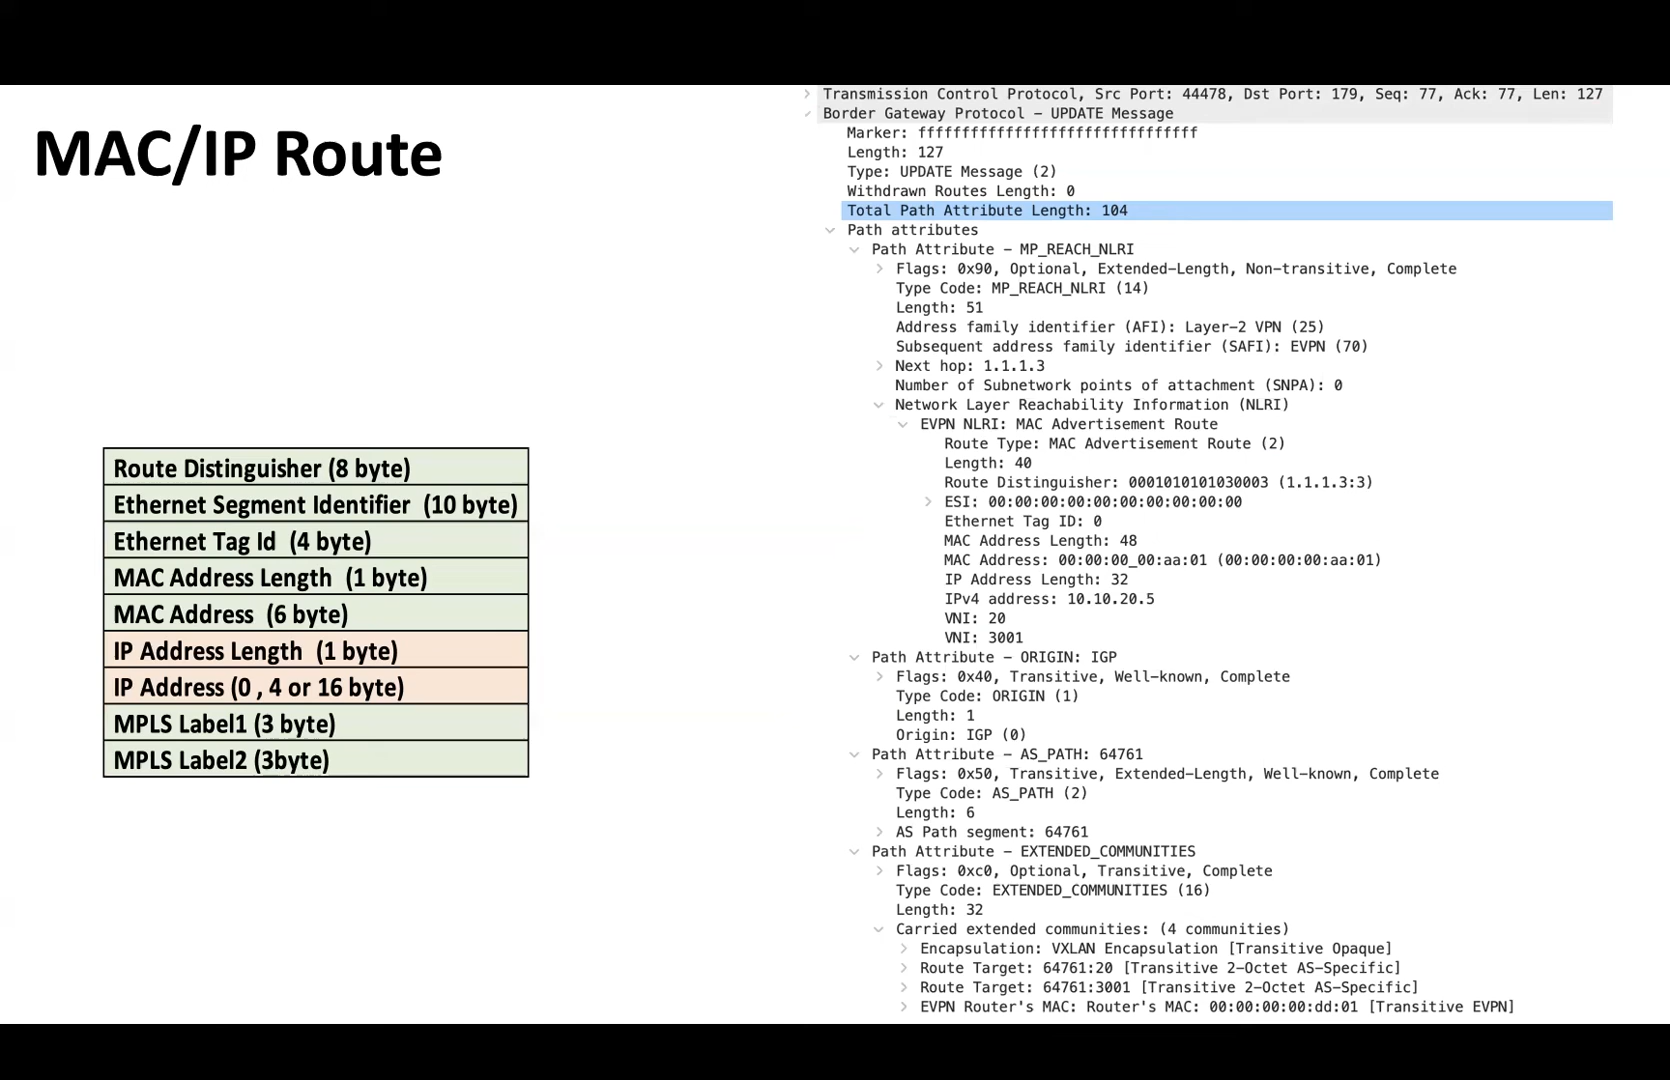 MAC/IP Route
Route Distinguisher (8 byte)
Ethernet Segment Identifier (10 byte)
Ethernet Tag Id (4 byte)
MAC Address Length (1 byte)
MAC Address (6 byte)
IP Address Length (1 byte)
IP Address (0 , 4 or 16 byte)
MPLS Label1 (3 byte)
MPLS Label2 (3byte)
Transmission Control Protocol, Src Port: 44478, Dst Port: 179, Seq: 77, Ack: 77, Len: 127
Border Gateway Protocol – UPDATE Message
Marker: ffffffffffffffffffffffffffffffff
Length: 127
Type: UPDATE Message (2)
Withdrawn Routes Length: 0
Total Path Attribute Length: 104
Path attributes
Path Attribute – MP_REACH_NLRI
Flags: 0x90, Optional, Extended-Length, Non-transitive, Complete
Type Code: MP_REACH_NLRI (14)
Length: 51
Address family identifier (AFI): Layer-2 VPN (25)
Subsequent address family identifier (SAFI): EVPN (70)
Next hop: 1.1.1.3
Number of Subnetwork points of attachment (SNPA): 0
Network Layer Reachability Information (NLRI)
EVPN NLRI: MAC Advertisement Route
Route Type: MAC Advertisement Route (2)
Length: 40
Route Distinguisher: 0001010101030003 (1.1.1.3:3)
ESI: 00:00:00:00:00:00:00:00:00:00
Ethernet Tag ID: 0
MAC Address Length: 48
MAC Address: 00:00:00_00:aa:01 (00:00:00:00:aa:01)
IP Address Length: 32
IPv4 address: 10.10.20.5
VNI: 20
VNI: 3001
Path Attribute – ORIGIN: IGP
Flags: 0x40, Transitive, Well-known, Complete
Type Code: ORIGIN (1)
Length: 1
Origin: IGP (0)
Path Attribute – AS_PATH: 64761
Flags: 0x50, Transitive, Extended-Length, Well-known, Complete
Type Code: AS_PATH (2)
Length: 6
AS Path segment: 64761
Path Attribute – EXTENDED_COMMUNITIES
Flags: 0xc0, Optional, Transitive, Complete
Type Code: EXTENDED_COMMUNITIES (16)
Length: 32
Carried extended communities: (4 communities)
Encapsulation: VXLAN Encapsulation [Transitive Opaque]
Route Target: 64761:20 [Transitive 2-Octet AS-Specific]
Route Target: 64761:3001 [Transitive 2-Octet AS-Specific]
EVPN Router's MAC: Router's MAC: 00:00:00:00:dd:01 [Transitive EVPN]